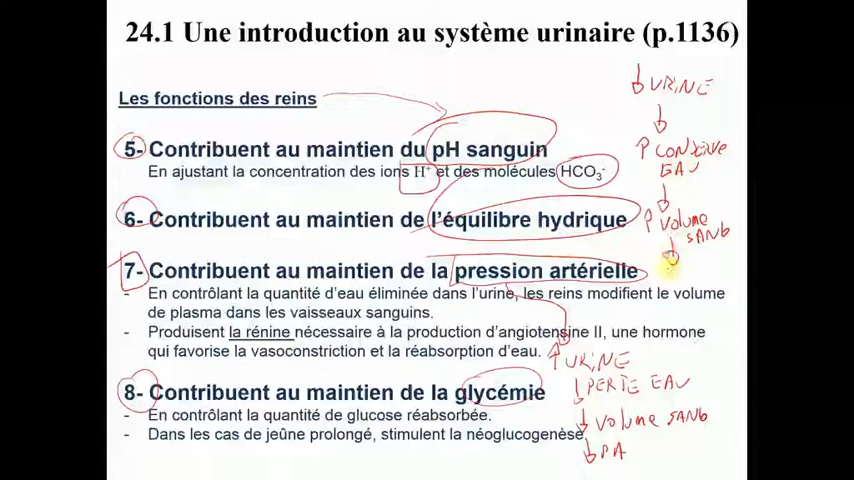 24.1 Une introduction au système urinaire (p.1136)
Les fonctions des reins
5- Contribuent au maintien du pH sanguin
En ajustant la concentration des ions H⁺ et des molécules HCO₃⁻
6- Contribuent au maintien de l'équilibre hydrique
7- Contribuent au maintien de la pression artérielle
- En contrôlant la quantité d'eau éliminée dans l'urine, les reins modifient le volume
de plasma dans les vaisseaux sanguins.
- Produisent la rénine nécessaire à la production d'angiotensine II, une hormone
qui favorise la vasoconstriction et la réabsorption d'eau.
8- Contribuent au maintien de la glycémie
- En contrôlant la quantité de glucose réabsorbée.
- Dans les cas de jeûne prolongé, stimulent la néoglucogenèse.
↓ URINE
↓
↑ CONSERVE
EAU
↓
↑ VOLUME
SANG
↓
↑ URINE
↓ PERTE EAU
↓ VOLUME SANG
↓ PA